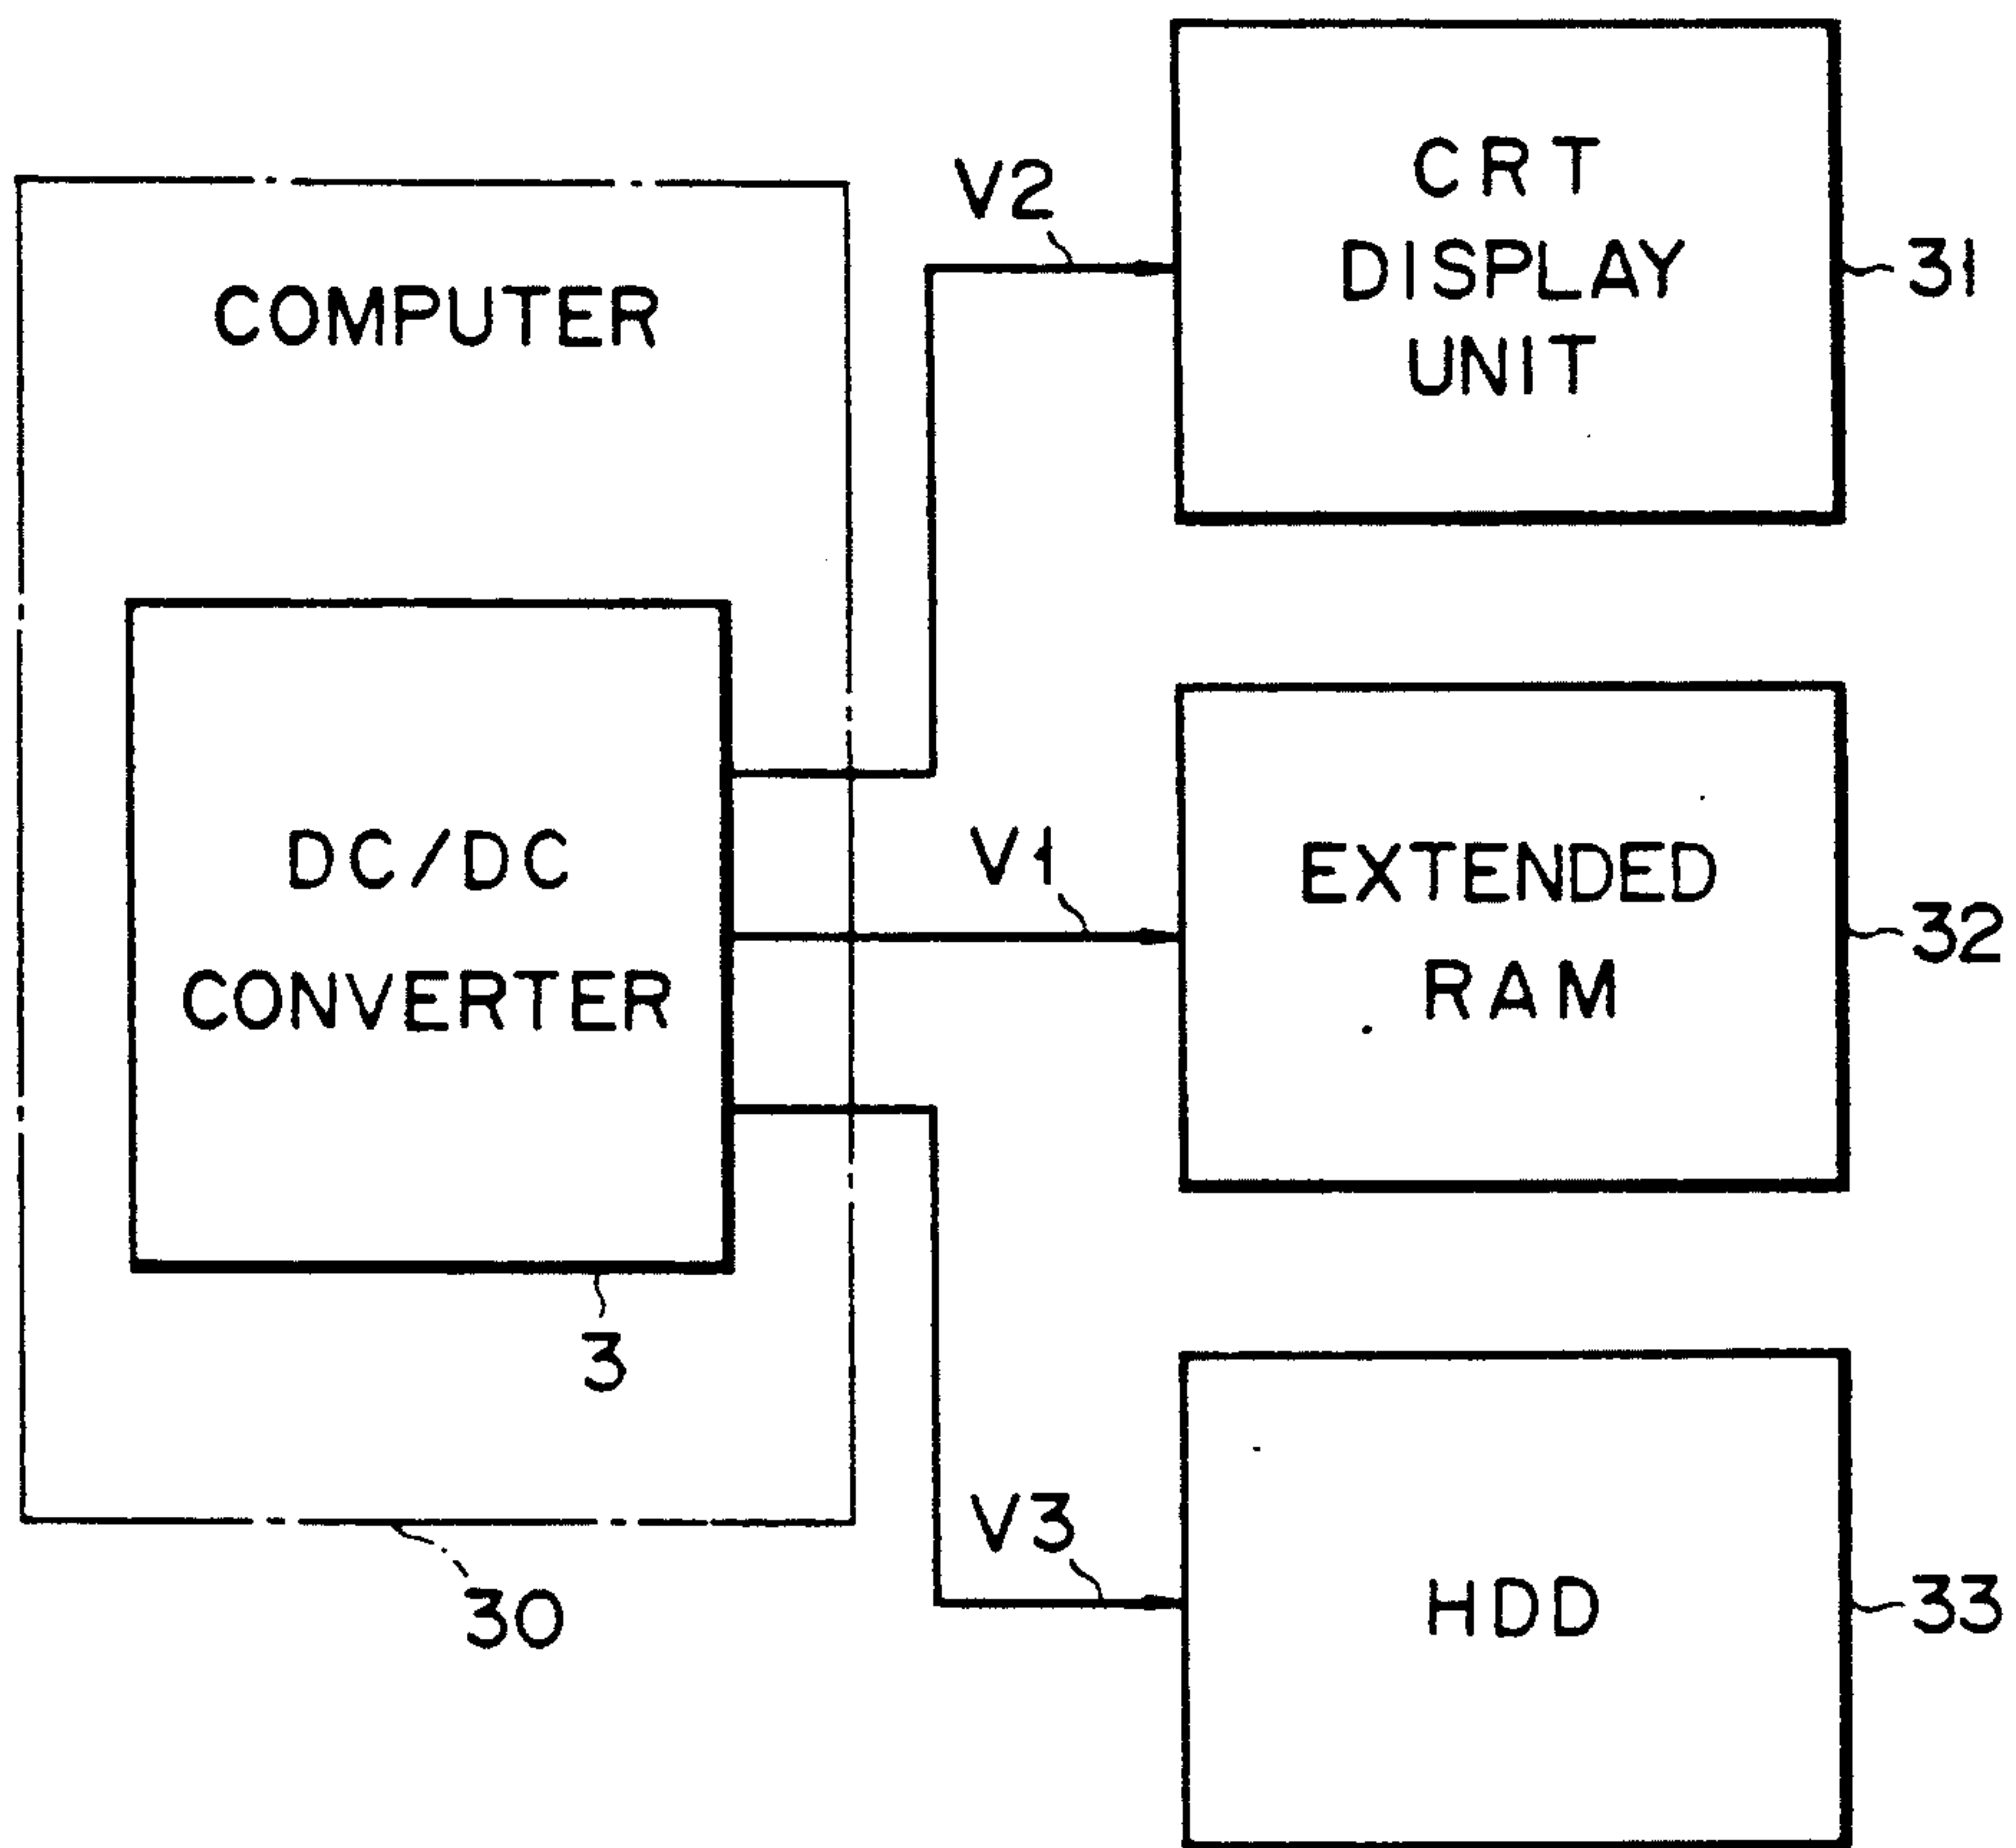 COMPUTER
DC/DC
CONVERTER
3
30
V2
CRT
DISPLAY
UNIT
31
V1
EXTENDED
RAM
32
V3
HDD
33